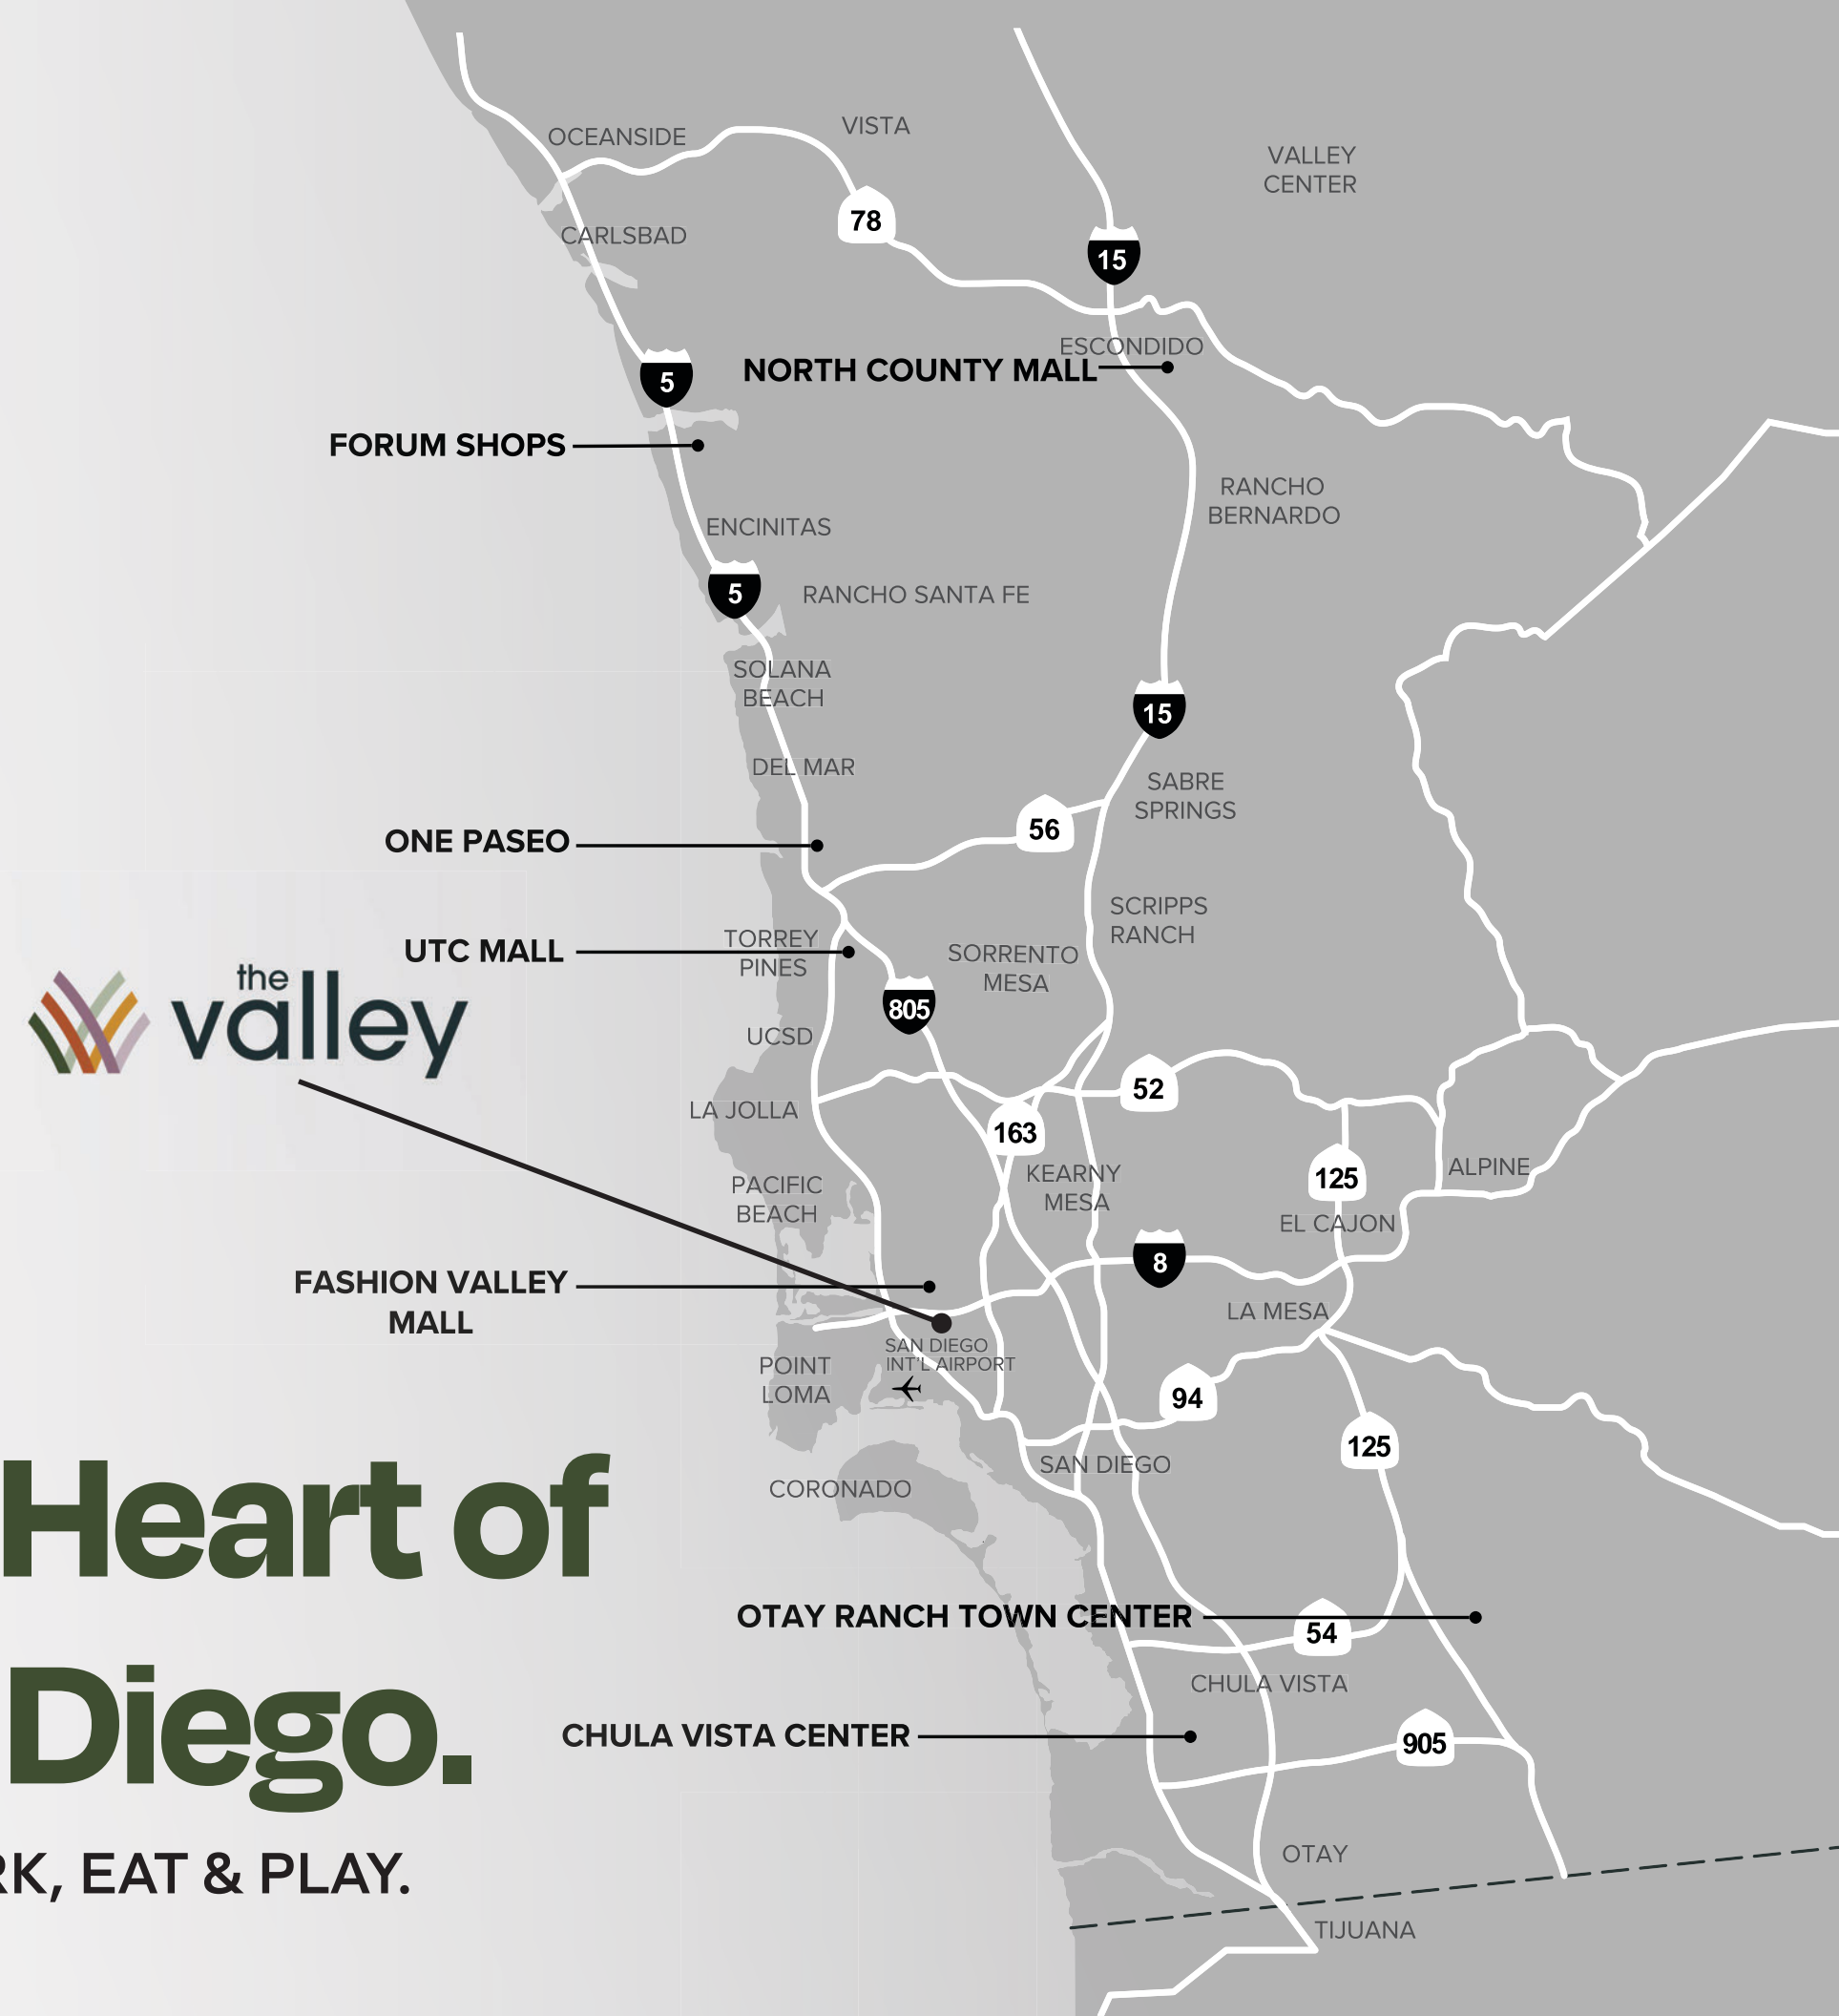 OCEANSIDE
VISTA
VALLEY
CENTER
78
CARLSBAD
15
ESCONDIDO
NORTH COUNTY MALL
5
FORUM SHOPS
RANCHO
BERNARDO
ENCINITAS
5
RANCHO SANTA FE
SOLANA
BEACH
15
DEL MAR
SABRE
SPRINGS
56
ONE PASEO
SCRIPPS
RANCH
UTC MALL
TORREY
PINES
SORRENTO
MESA
the
valley
805
UCSD
52
LA JOLLA
163
KEARNY
MESA
125
ALPINE
PACIFIC
BEACH
EL CAJON
8
FASHION VALLEY
MALL
LA MESA
SAN DIEGO
INT'L AIRPORT
POINT
LOMA
94
125
SAN DIEGO
CORONADO
Heart of
OTAY RANCH TOWN CENTER
54
CHULA VISTA
Diego.
CHULA VISTA CENTER
905
RK, EAT & PLAY.
OTAY
TIJUANA